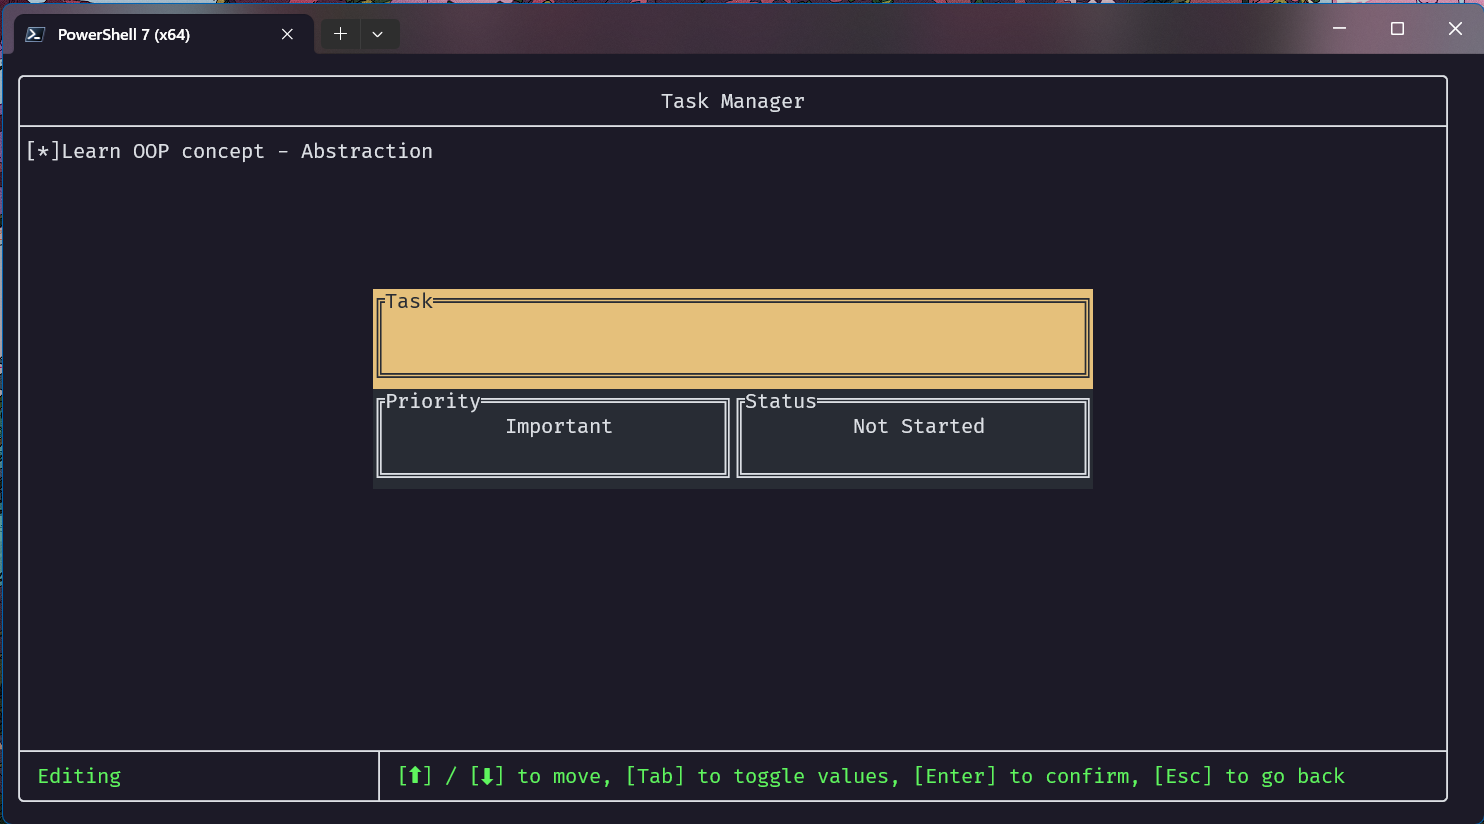 PowerShell 7 (x64)
Task Manager
[*]Learn OOP concept - Abstraction
Task
Priority Status
Important Not Started
Editing [⬆] / [⬇] to move, [Tab] to toggle values, [Enter] to confirm, [Esc] to go back